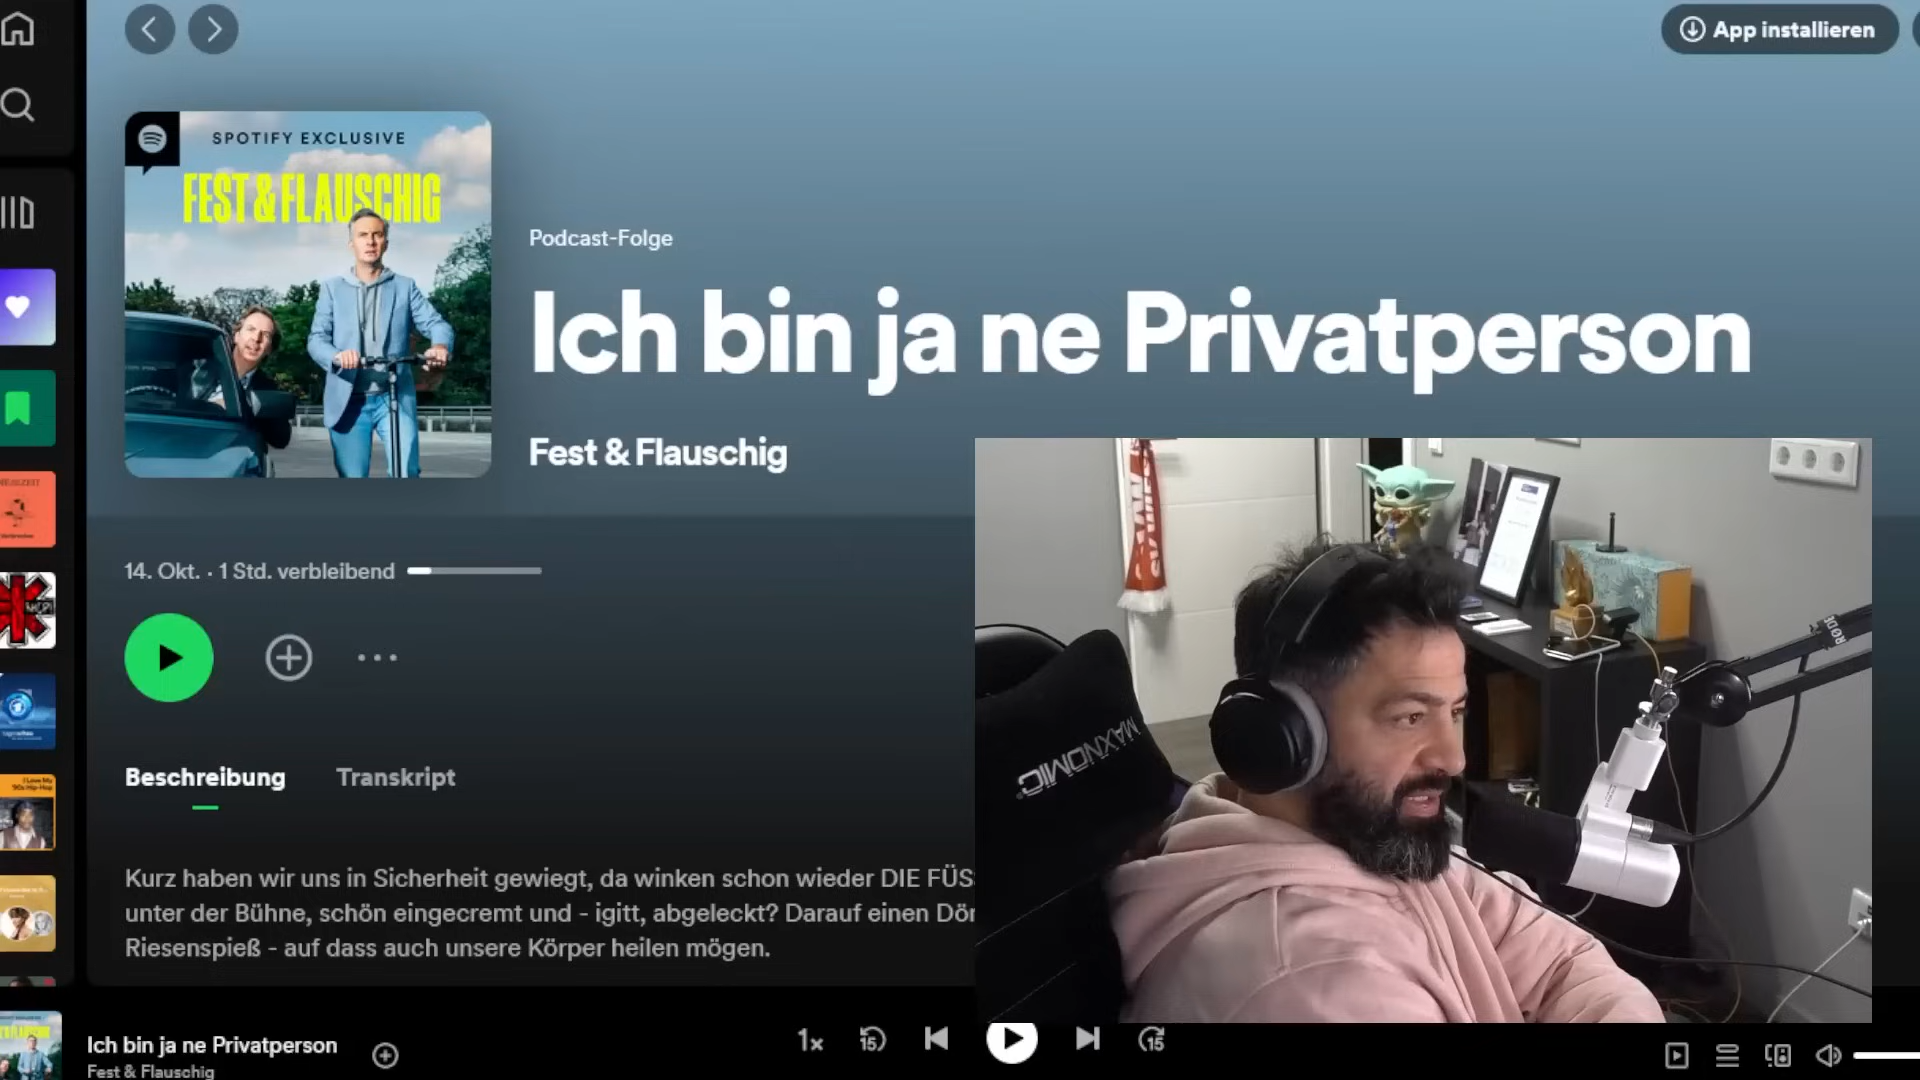 App installieren
SPOTIFY EXCLUSIVE
FEST & FLAUSCHIG
Podcast-Folge
Ich bin ja ne Privatperson
Fest & Flauschig
14. Okt. · 1 Std. verbleibend
Beschreibung
Transkript
Kurz haben wir uns in Sicherheit gewiegt, da winken schon wieder DIE FÜS
unter der Bühne, schön eingecremt und - igitt, abgeleckt? Darauf einen Dör
Riesenspieß - auf dass auch unsere Körper heilen mögen.
MAXNOMIC
RØDE
Ich bin ja ne Privatperson
Fest & Flauschig
1x
15
15